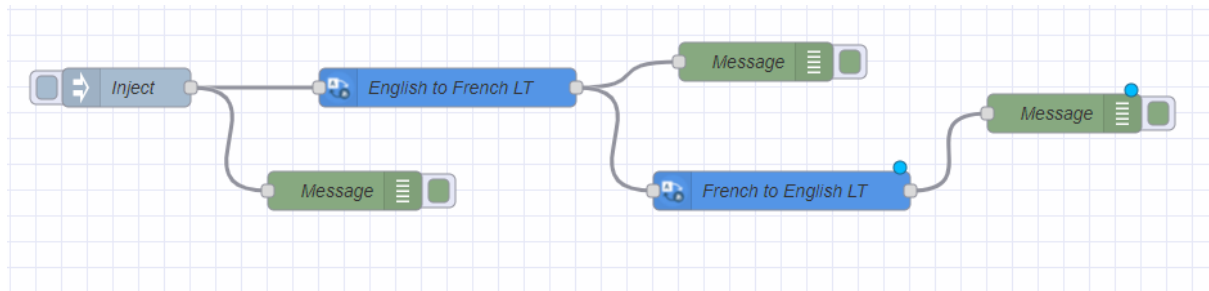 Inject
English to French LT
Message
Message
Message
French to English LT